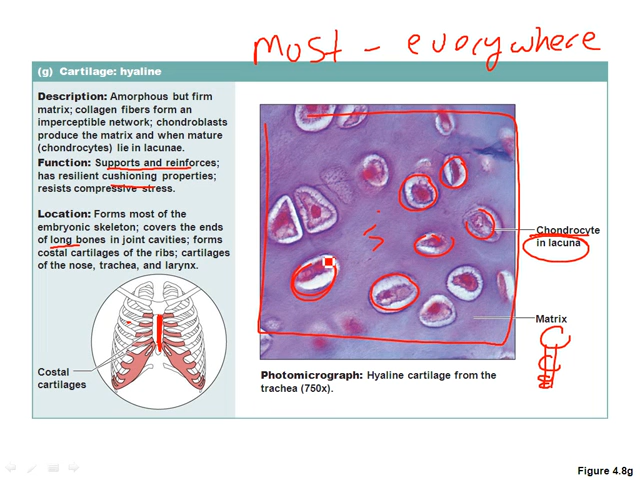 most - everywhere
(g) Cartilage: hyaline
Description: Amorphous but firm
matrix; collagen fibers form an
imperceptible network; chondroblasts
produce the matrix and when mature
(chondrocytes) lie in lacunae.
Function: Supports and reinforces;
has resilient cushioning properties;
resists compressive stress.
Location: Forms most of the
embryonic skeleton; covers the ends
of long bones in joint cavities; forms
costal cartilages of the ribs; cartilages
of the nose, trachea, and larynx.
Costal
cartilages
Chondrocyte
in lacuna
Matrix
Photomicrograph: Hyaline cartilage from the
trachea (750x).
Figure 4.8g